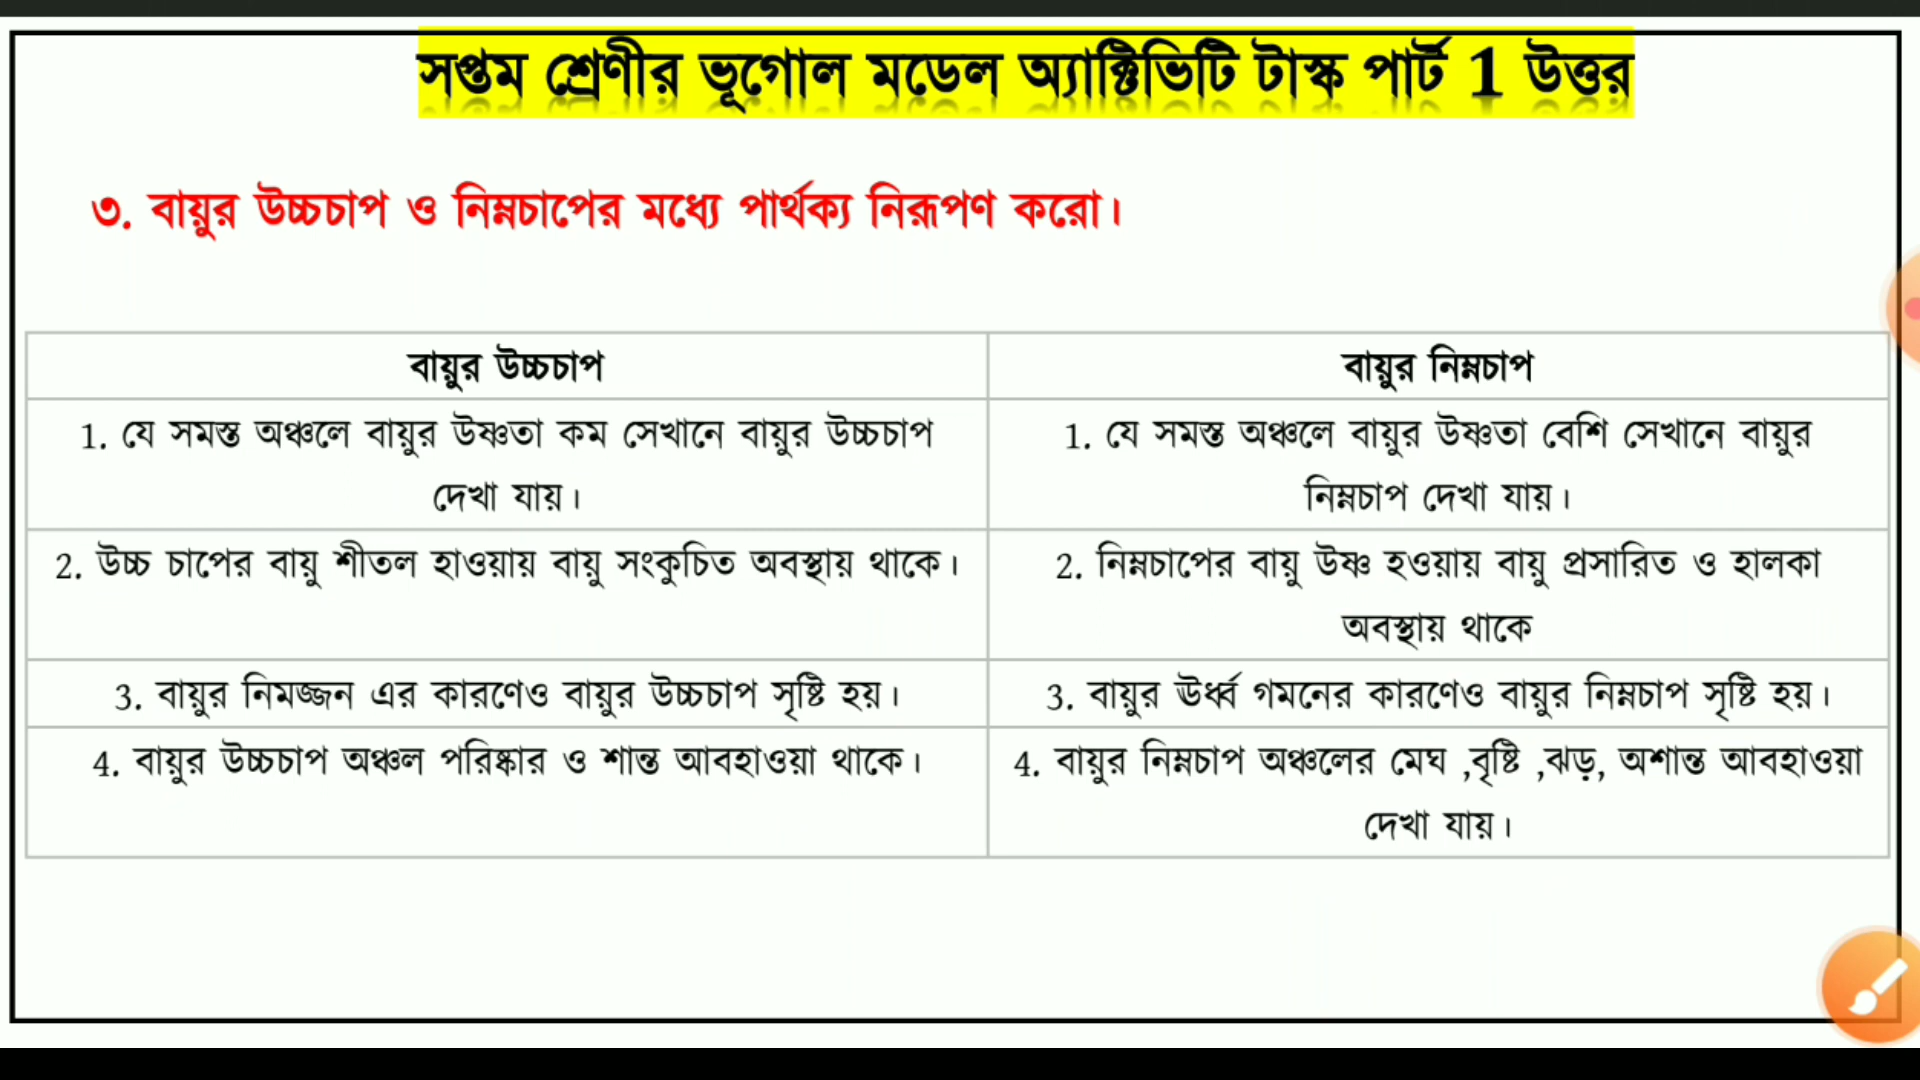 সপ্তম শ্রেণীর ভূগোল মডেল অ্যাক্টিভিটি টাস্ক পার্ট 1 উত্তর
৩. বায়ুর উচ্চচাপ ও নিম্নচাপের মধ্যে পার্থক্য নিরূপণ করো।
বায়ুর উচ্চচাপ
বায়ুর নিম্নচাপ
1. যে সমস্ত অঞ্চলে বায়ুর উষ্ণতা কম সেখানে বায়ুর উচ্চচাপ
দেখা যায়।
1. যে সমস্ত অঞ্চলে বায়ুর উষ্ণতা বেশি সেখানে বায়ুর
নিম্নচাপ দেখা যায়।
2. উচ্চ চাপের বায়ু শীতল হাওয়ায় বায়ু সংকুচিত অবস্থায় থাকে।
2. নিম্নচাপের বায়ু উষ্ণ হওয়ায় বায়ু প্রসারিত ও হালকা
অবস্থায় থাকে
3. বায়ুর নিমজ্জন এর কারণেও বায়ুর উচ্চচাপ সৃষ্টি হয়।
3. বায়ুর ঊর্ধ্ব গমনের কারণেও বায়ুর নিম্নচাপ সৃষ্টি হয়।
4. বায়ুর উচ্চচাপ অঞ্চল পরিষ্কার ও শান্ত আবহাওয়া থাকে।
4. বায়ুর নিম্নচাপ অঞ্চলের মেঘ ,বৃষ্টি ,ঝড়, অশান্ত আবহাওয়া
দেখা যায়।